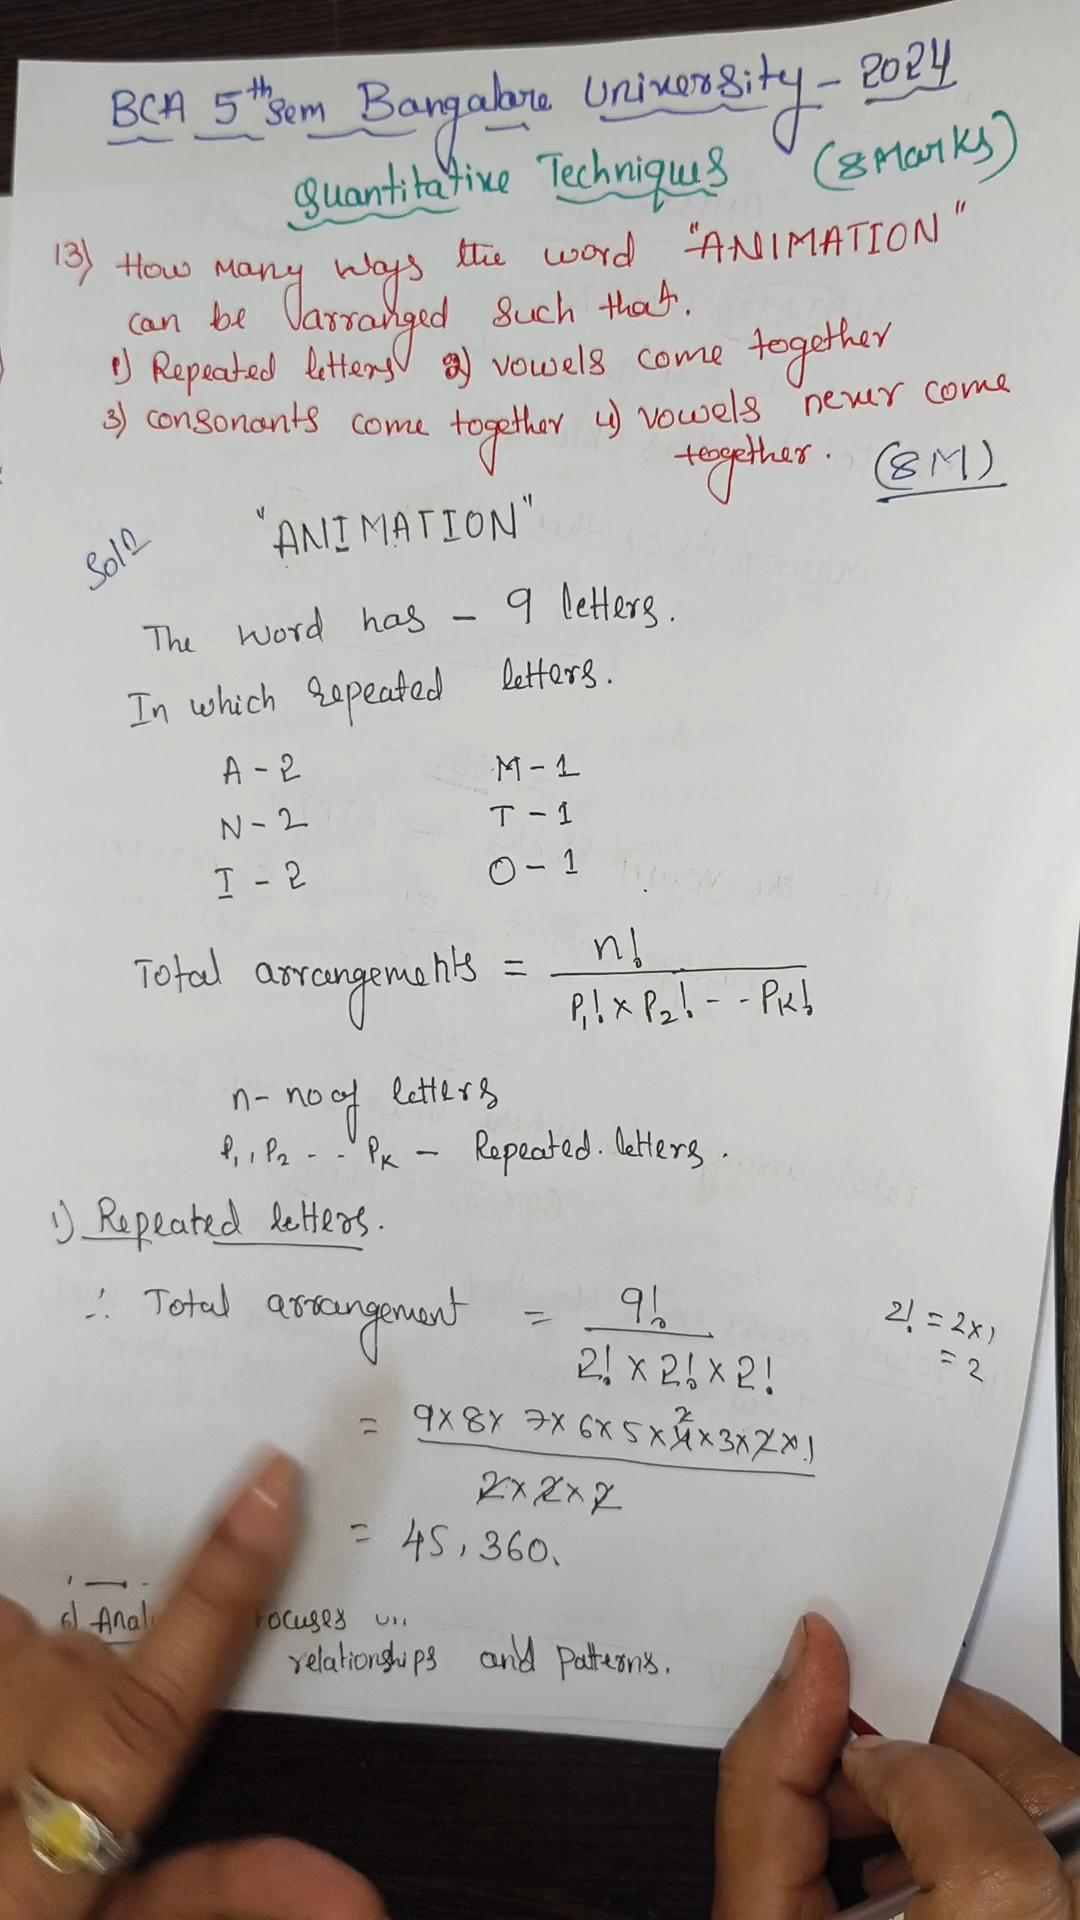 BCA 5th Sem Bangalore University - 2024
Quantitative Techniques (8 Marks)
13) How Many Ways the word "ANIMATION"
can be arranged such that.
1) Repeated letters 2) vowels come together
3) consonants come together 4) vowels never come
together. (8M)
Soln "ANIMATION"
The word has - 9 letters.
In which repeated letters.
A - 2 M - 1
N - 2 T - 1
I - 2 O - 1
Total arrangements = n! / P1! × P2! - - PK!
n - no of letters
P1, P2 - - PK - Repeated letters.
1) Repeated letters.
∴ Total arrangement = 9! / 2! × 2! × 2!
2! = 2×1
= 2
= 9×8×7×6×5×4×3×2×1 / 2×2×2
2
= 45,360.
relationships and patterns.